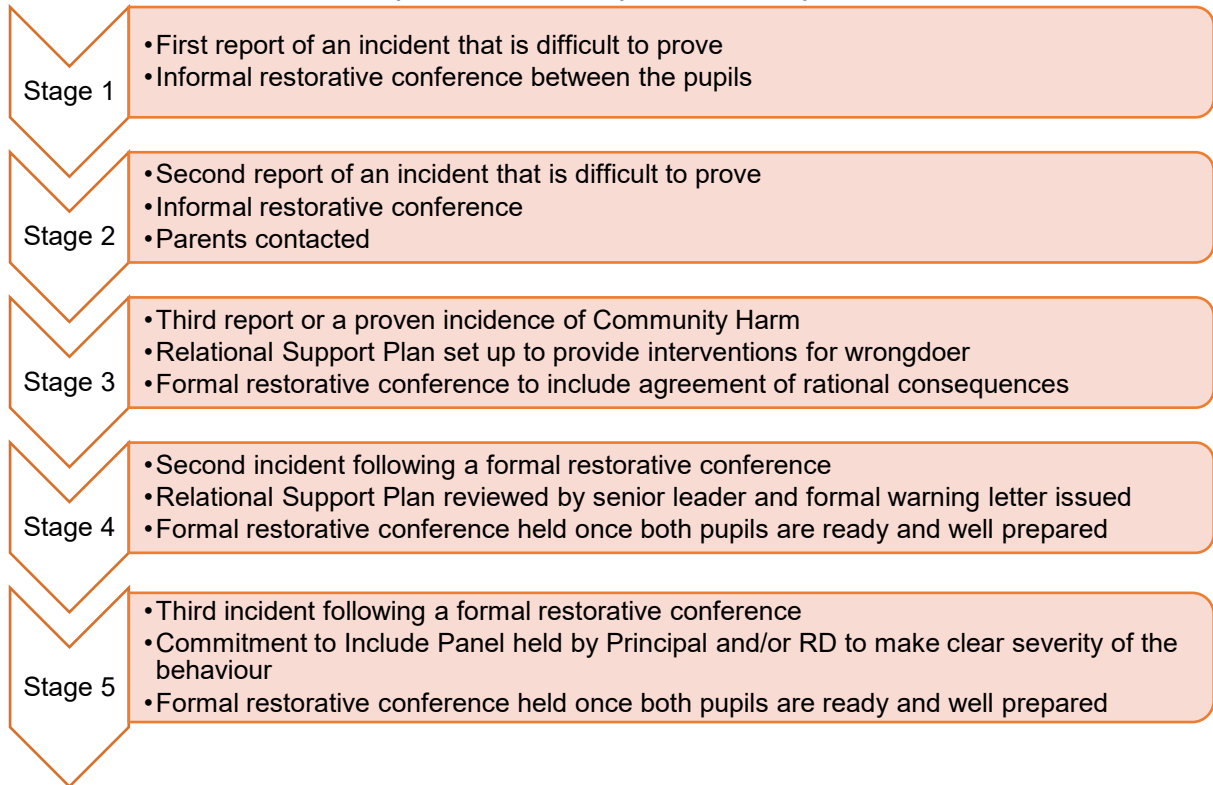 Stage 1
•First report of an incident that is difficult to prove
•Informal restorative conference between the pupils
Stage 2
•Second report of an incident that is difficult to prove
•Informal restorative conference
•Parents contacted
Stage 3
•Third report or a proven incidence of Community Harm
•Relational Support Plan set up to provide interventions for wrongdoer
•Formal restorative conference to include agreement of rational consequences
Stage 4
•Second incident following a formal restorative conference
•Relational Support Plan reviewed by senior leader and formal warning letter issued
•Formal restorative conference held once both pupils are ready and well prepared
Stage 5
•Third incident following a formal restorative conference
•Commitment to Include Panel held by Principal and/or RD to make clear severity of the
behaviour
•Formal restorative conference held once both pupils are ready and well prepared